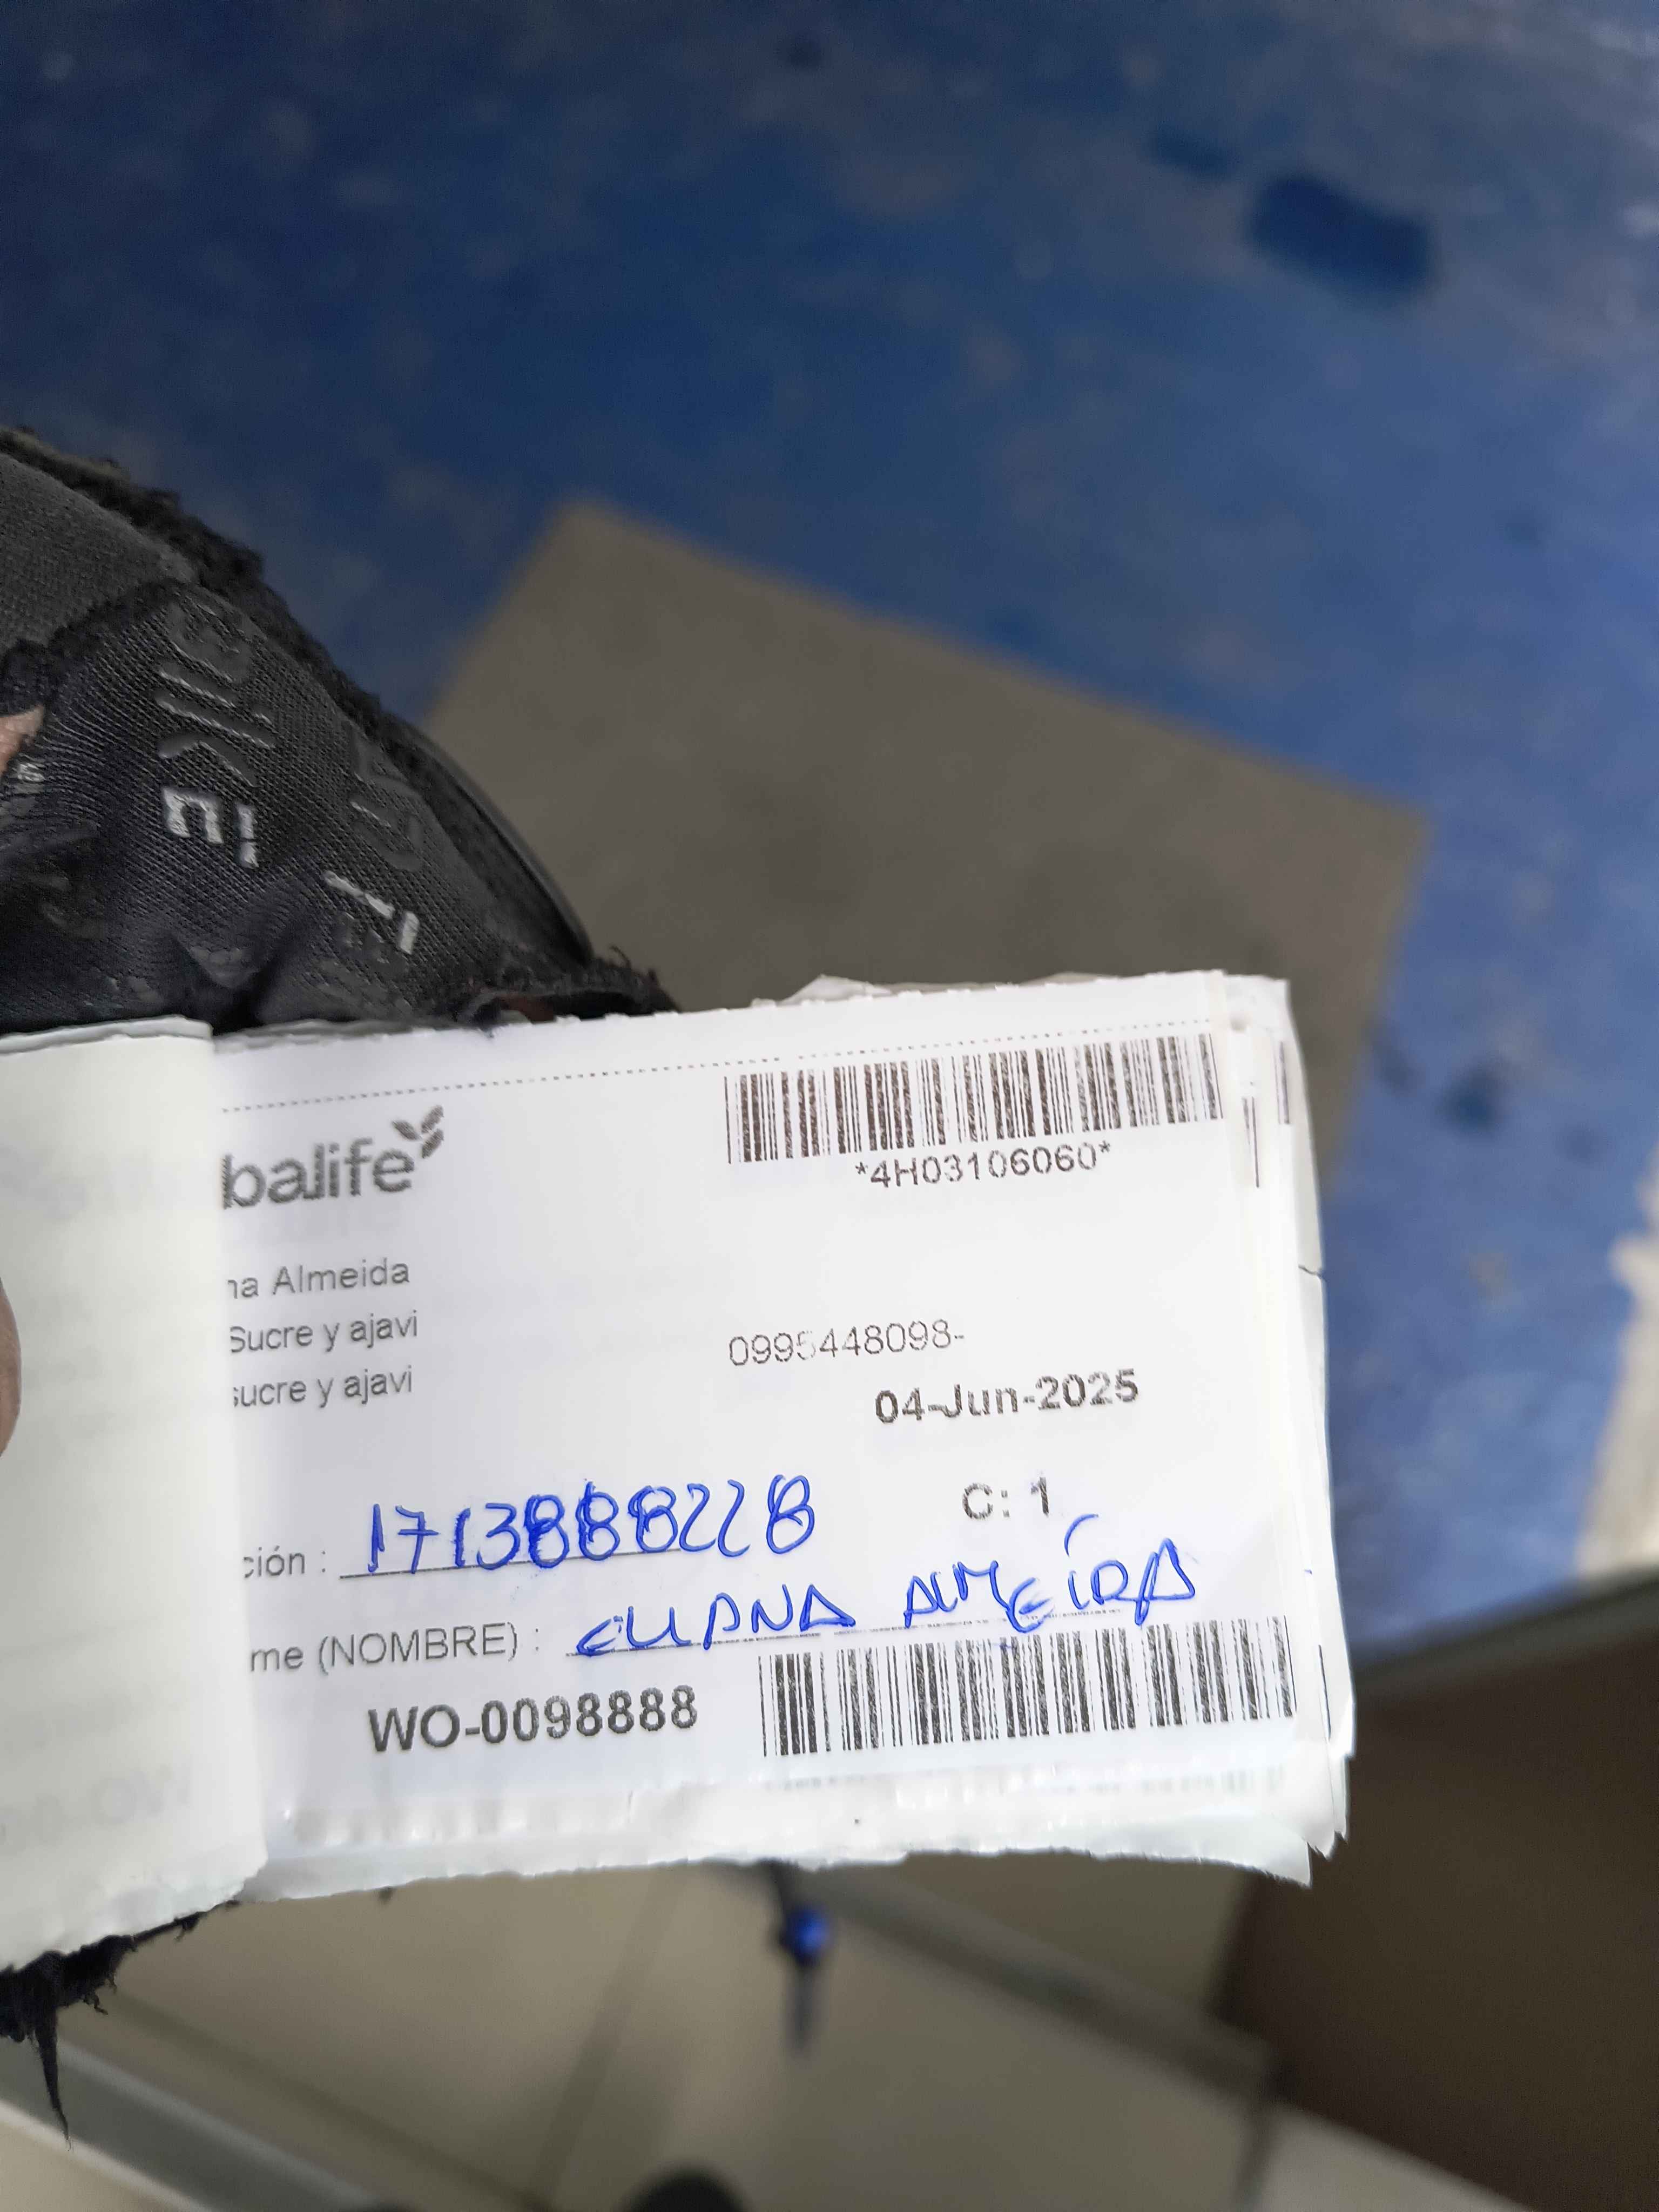 balife
*4H03106060*
na Almeida
Sucre y ajavi
0995448098-
sucre y ajavi
04-Jun-2025
C: 1
ción : 1713888228
me (NOMBRE) : ALMEIDA
WO-0098888